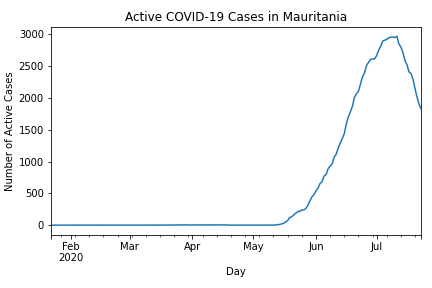 Active COVID-19 Cases in Mauritania
Number of Active Cases
3000
2500
2000
1500
1000
500
0
Feb
2020
Mar
Apr
May
Jun
Jul
Day